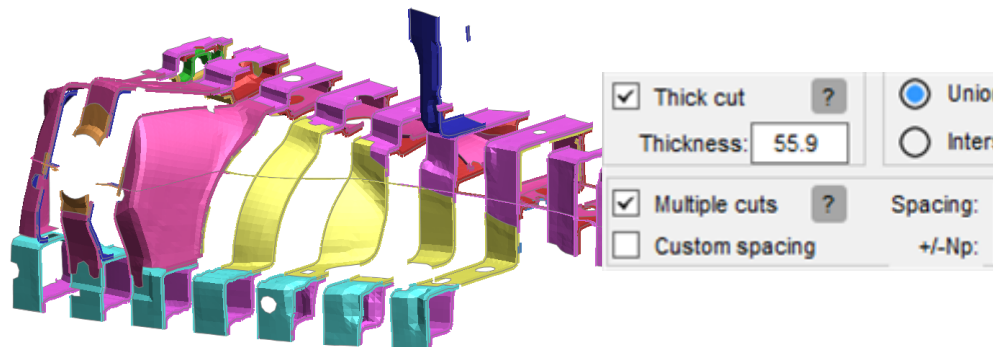 Thick cut ?
Thickness: 55.9
Multiple cuts ? Spacing:
Custom spacing +/-Np: